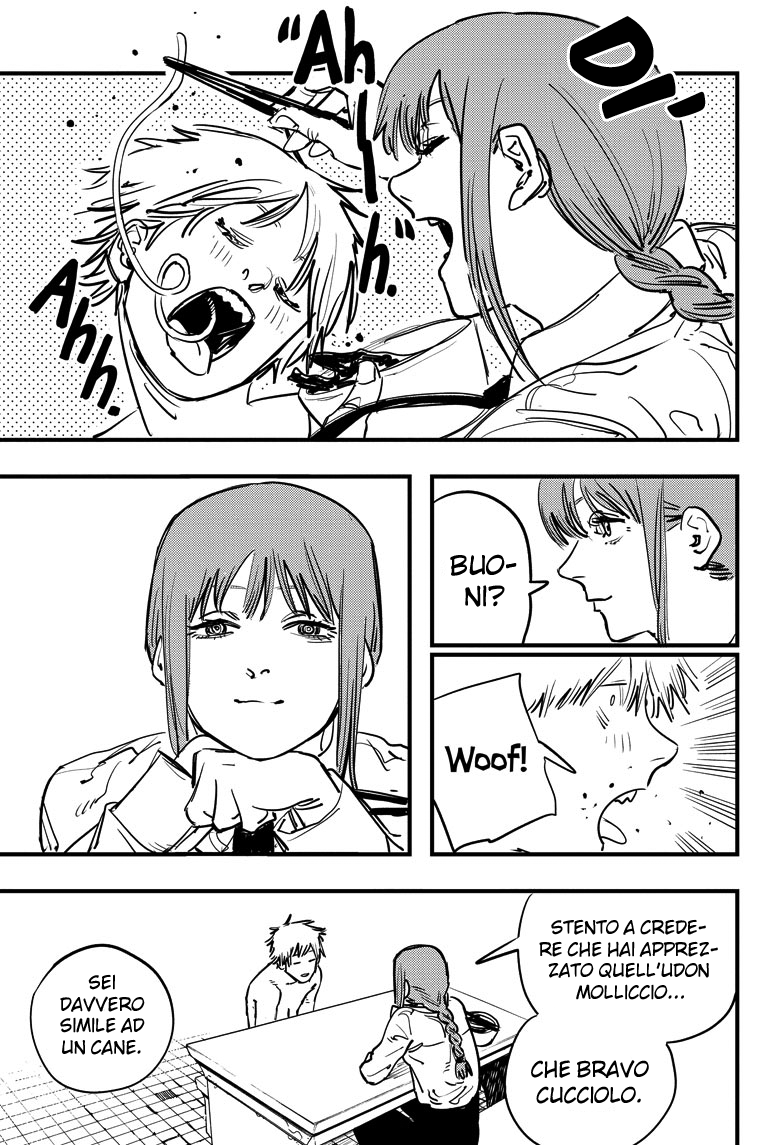 DI'
"Ah
h."
Ahh.
BUO-
NI?
Woof!
STENTO A CREDE-
RE CHE HAI APPREZ-
ZATO QUELL'UDON
MOLLICCIO...
CHE BRAVO
CUCCIOLO.
SEI
DAVVERO
SIMILE AD
UN CANE.